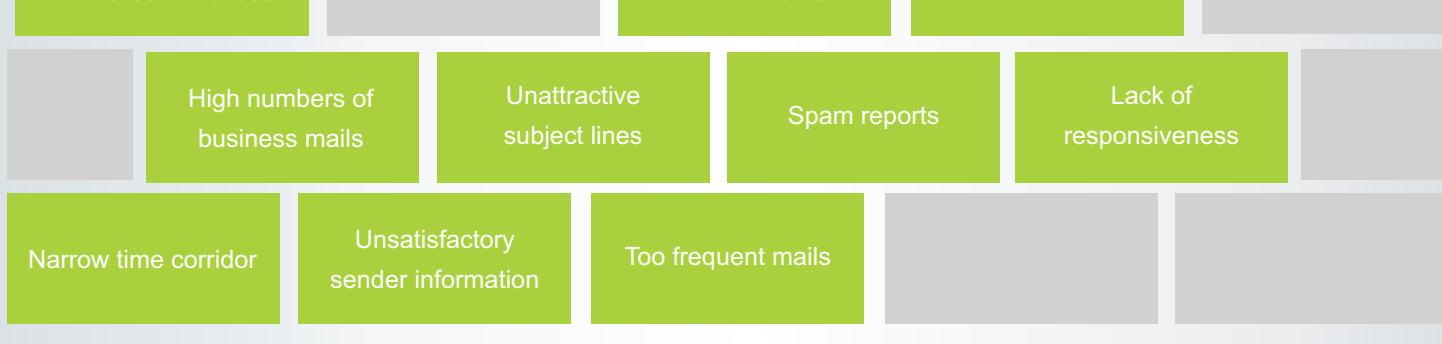 High numbers of
business mails
Unattractive
subject lines
Spam reports
Lack of
responsiveness
Narrow time corridor
Unsatisfactory
sender information
Too frequent mails